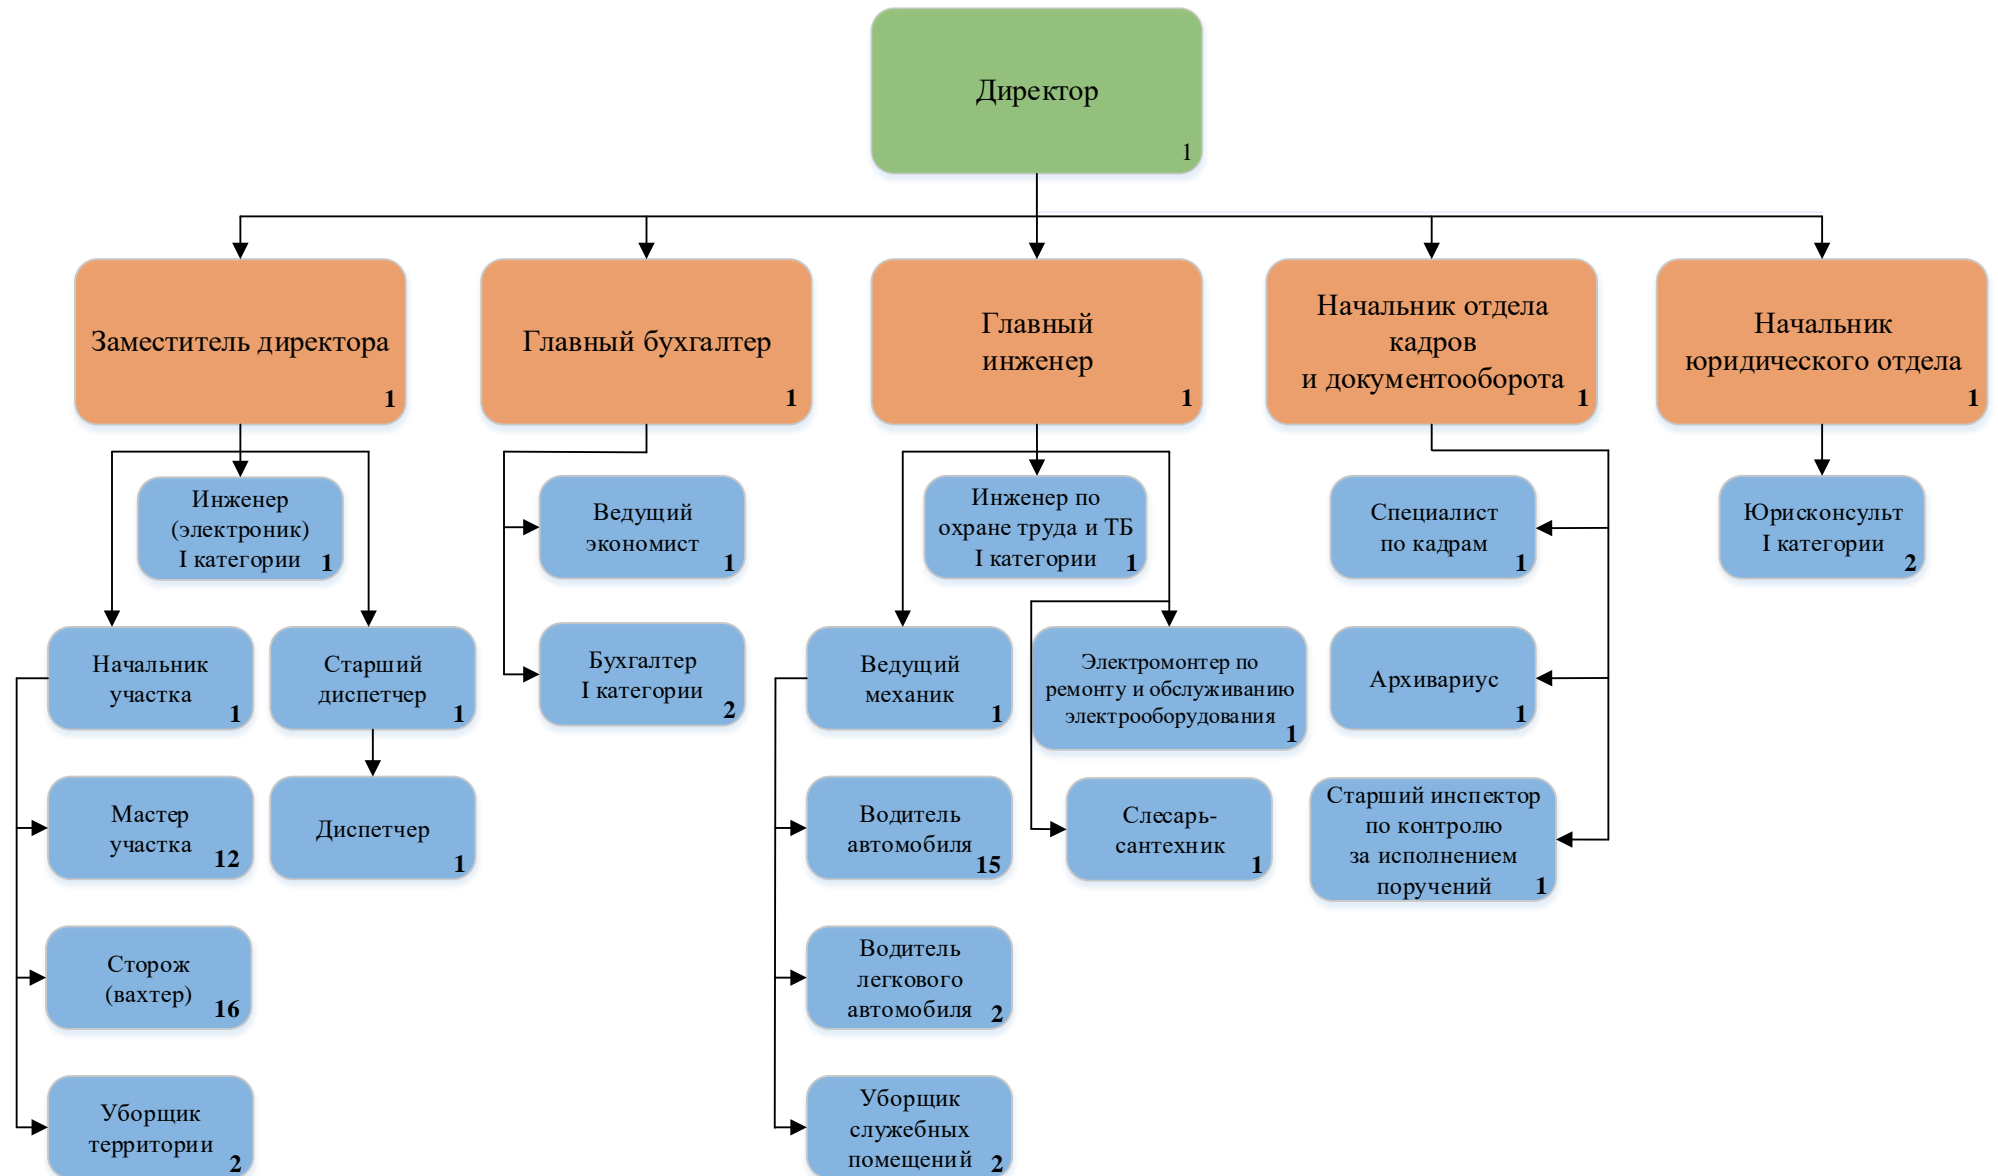 Директор
1
Заместитель директора
1
Главный бухгалтер
1
Главный
инженер
1
Начальник отдела
кадров
и документооборота
1
Начальник
юридического отдела
1
Инженер
(электроник)
I категории
1
Ведущий
экономист
1
Инженер по
охране труда и ТБ
I категории
1
Специалист
по кадрам
1
Юрисконсульт
I категории
2
Начальник
участка
1
Старший
диспетчер
1
Бухгалтер
I категории
2
Ведущий
механик
1
Электромонтер по
ремонту и обслуживанию
электрооборудования
1
Архивариус
1
Мастер
участка
12
Диспетчер
1
Водитель
автомобиля
15
Слесарь-
сантехник
1
Старший инспектор
по контролю
за исполнением
поручений
1
Сторож
(вахтер)
16
Водитель
легкового
автомобиля
2
Уборщик
территории
2
Уборщик
служебных
помещений
2